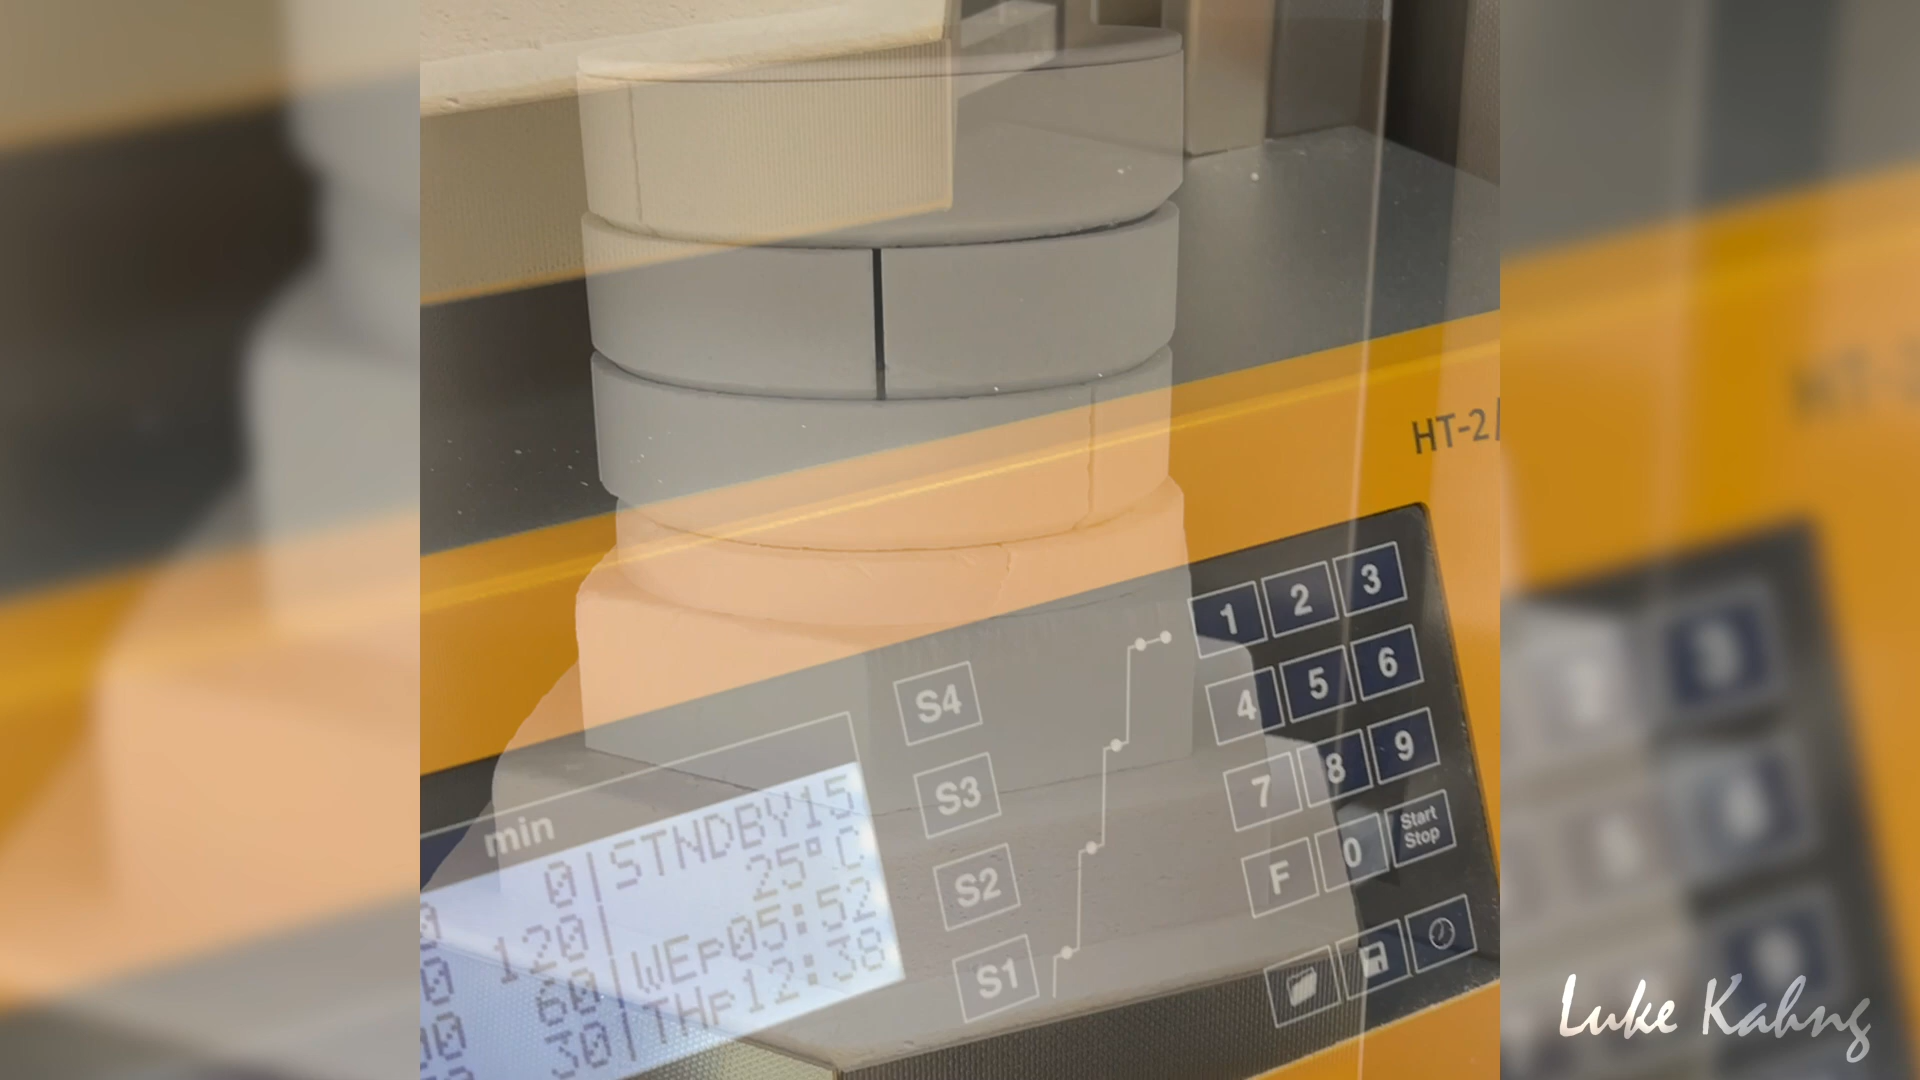 HT-2/
1 2 3
S4
4 5 6
S3
7 8 9
min
0|STNDBY15
25°C
S2
F 0 Start Stop
120|
60|WEP05:52
S1
30|THP12:38
Luke Kahng